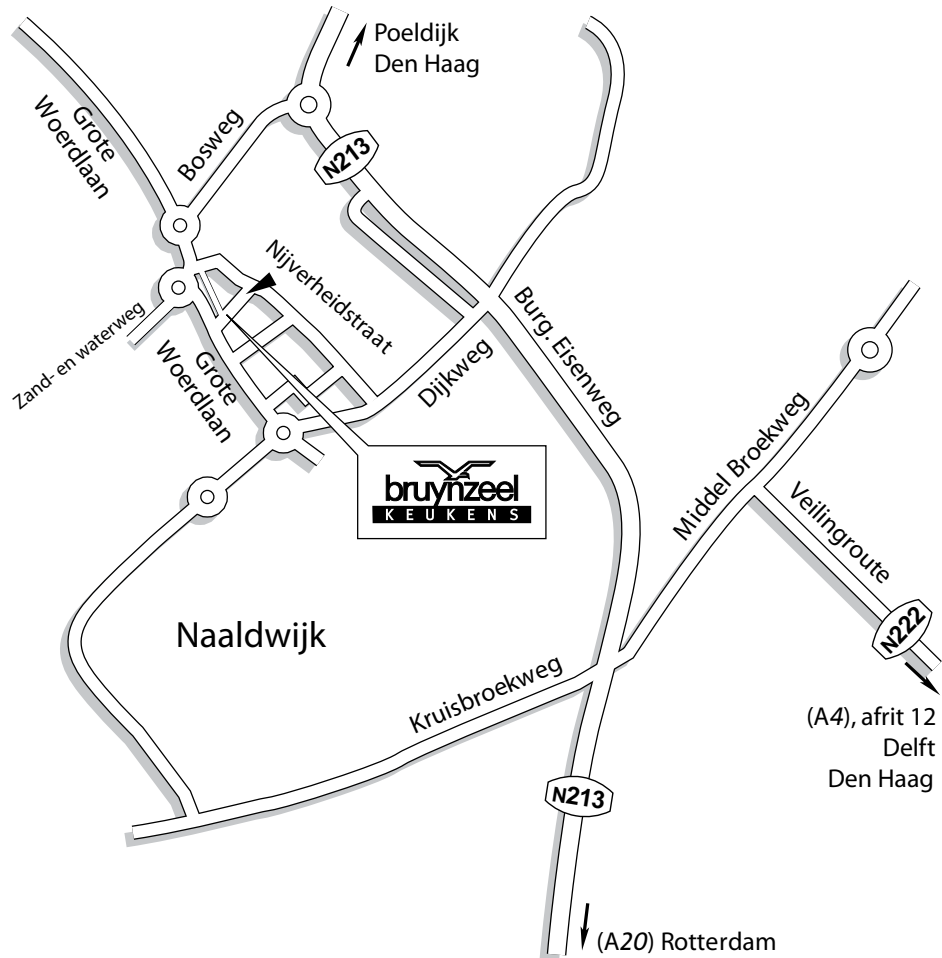 Poeldijk
Den Haag
Grote
Woerdlaan
Bosweg
N213
Nijverheidstraat
Zand- en waterweg
Grote
Woerdlaan
Dijkweg
Burg. Eisenweg
bruynzeel
KEUKENS
Middel Broekweg
Veilingroute
N222
Naaldwijk
Kruisbroekweg
(A4), afrit 12
Delft
Den Haag
N213
(A20) Rotterdam